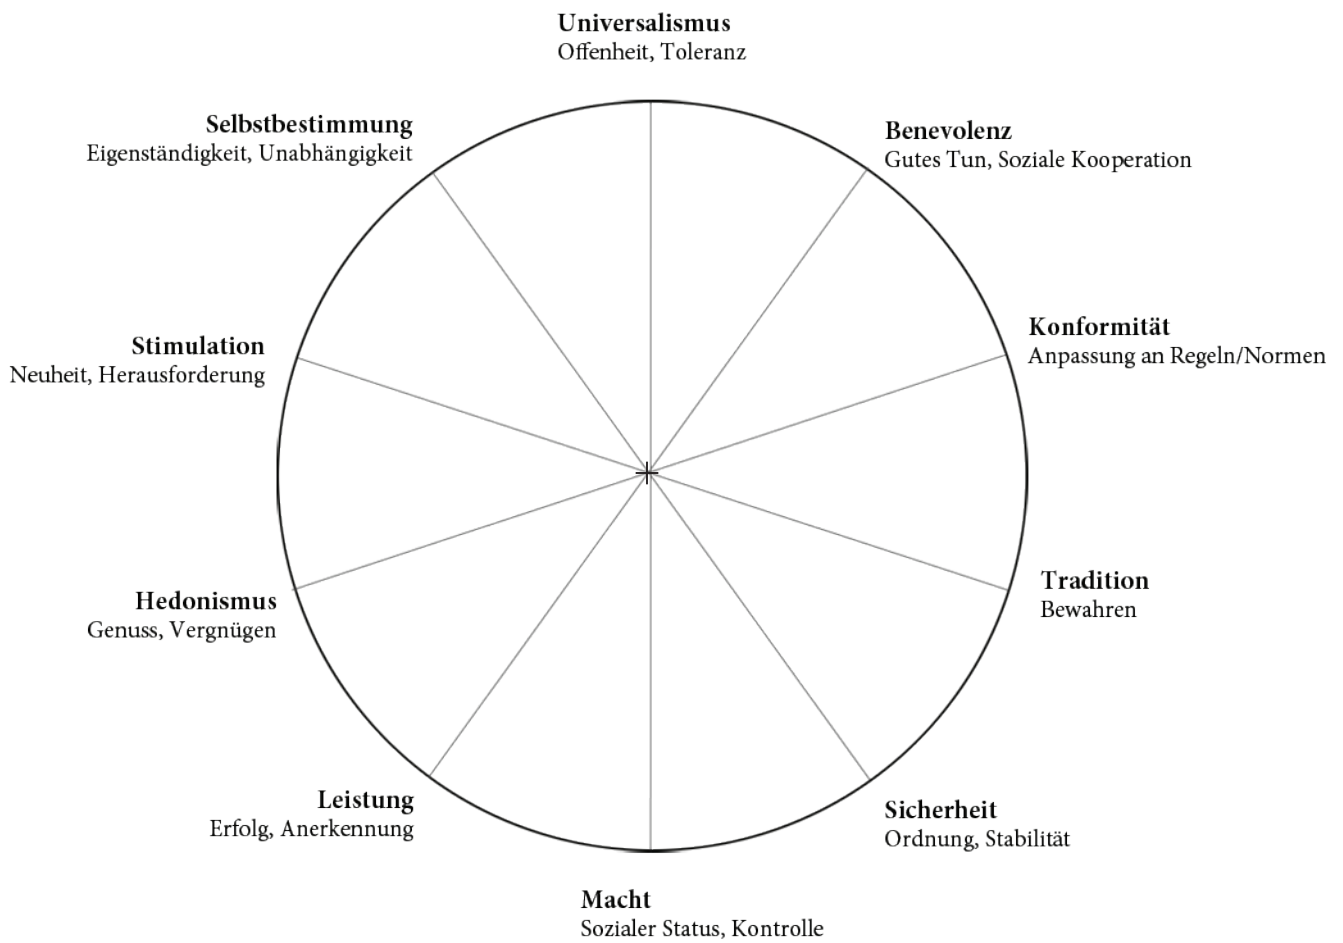 Universalismus
Offenheit, Toleranz
Selbstbestimmung
Eigenständigkeit, Unabhängigkeit
Benevolenz
Gutes Tun, Soziale Kooperation
Stimulation
Neuheit, Herausforderung
Konformität
Anpassung an Regeln/Normen
Hedonismus
Genuss, Vergnügen
Tradition
Bewahren
Leistung
Erfolg, Anerkennung
Sicherheit
Ordnung, Stabilität
Macht
Sozialer Status, Kontrolle